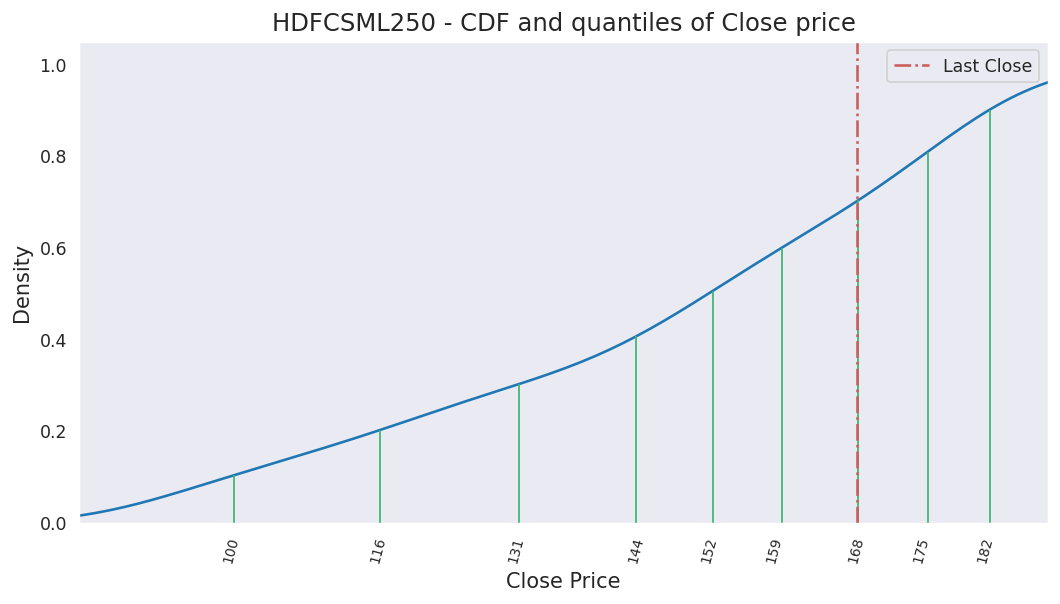 HDFCSML250 - CDF and quantiles of Close price
Last Close
1.0
0.8
0.6
0.4
0.2
0.0
Density
100 116 131 144 152 159 168 175 182
Close Price